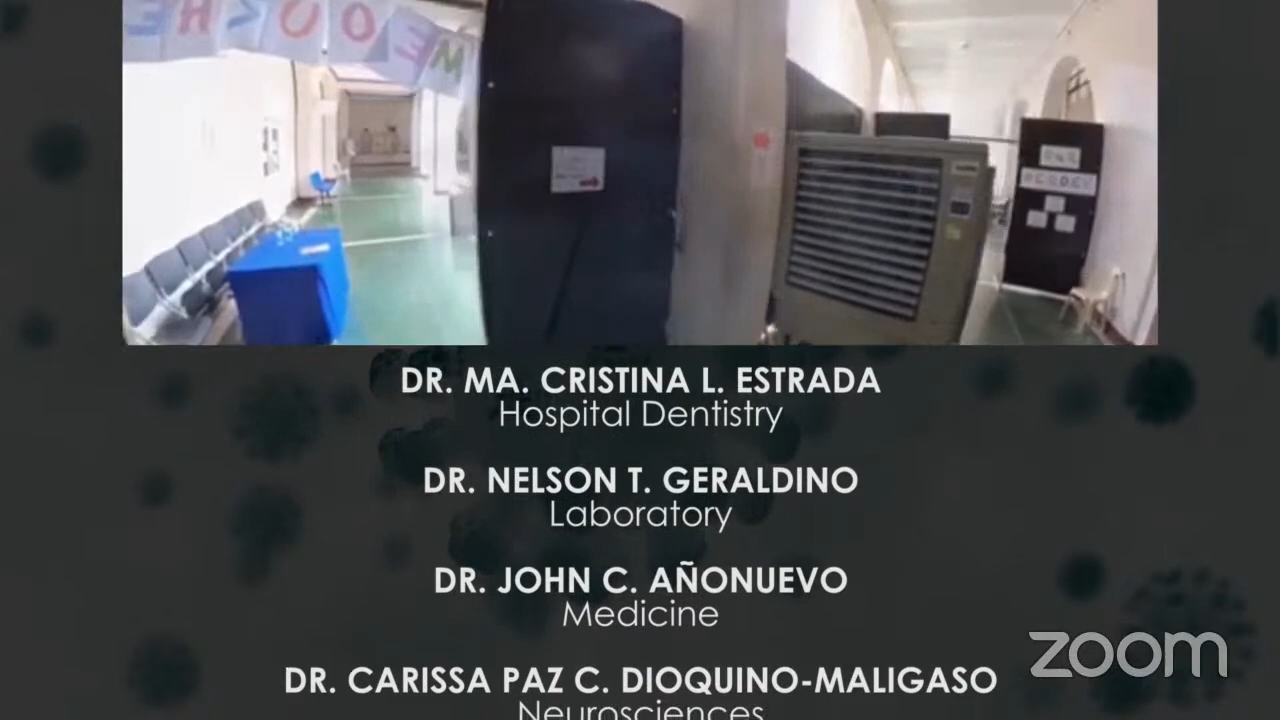 DR. MA. CRISTINA L. ESTRADA
Hospital Dentistry
DR. NELSON T. GERALDINO
Laboratory
DR. JOHN C. AÑONUEVO
Medicine
DR. CARISSA PAZ C. DIOQUINO-MALIGASO
Neurosciences
zoom